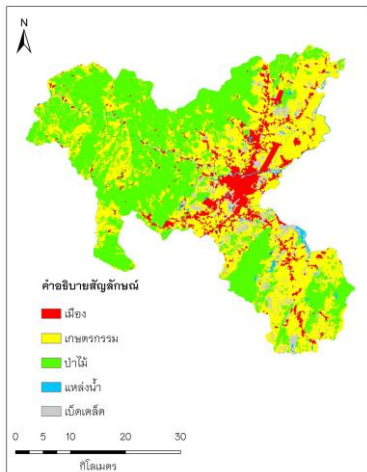 N
คำอธิบายสัญลักษณ์
เมือง
เกษตรกรรม
ป่าไม้
แหล่งน้ำ
เบ็ดเตล็ด
0 5 10 20 30
กิโลเมตร